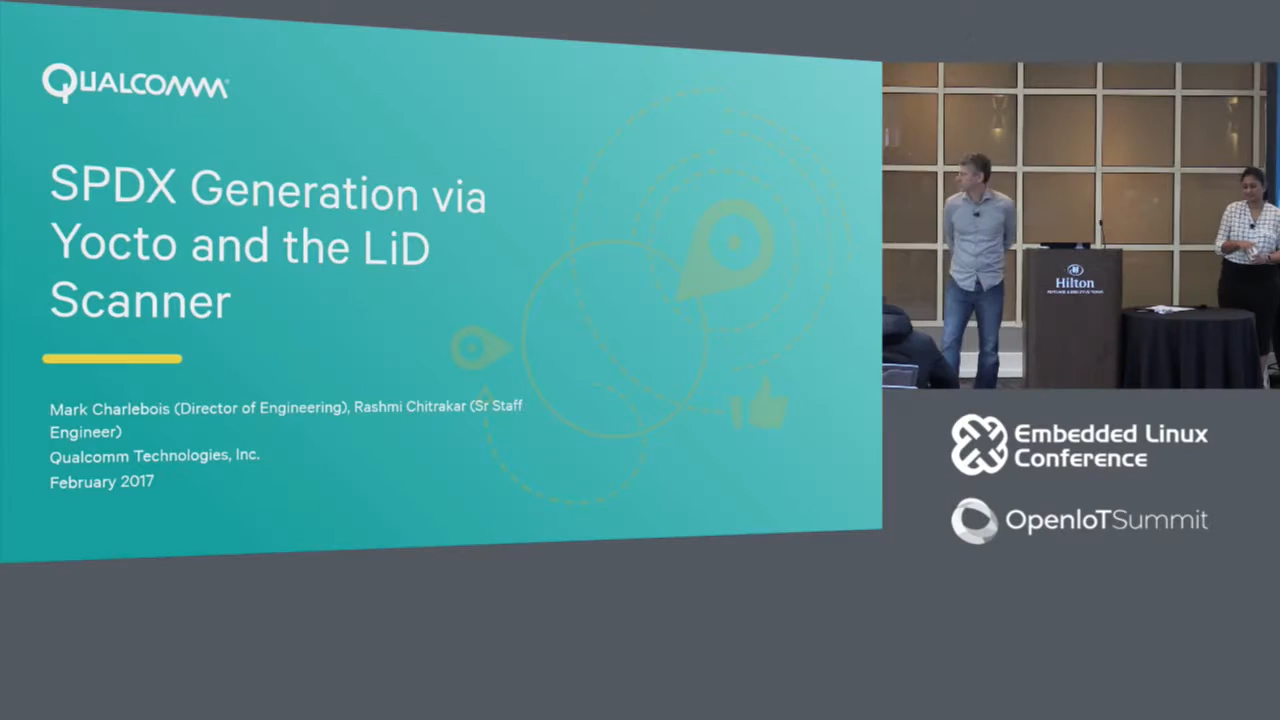 QUALCOMM®
SPDX Generation via
Yocto and the LiD
Scanner
Mark Charlebois (Director of Engineering), Rashmi Chitrakar (Sr Staff
Engineer)
Qualcomm Technologies, Inc.
February 2017
Hilton
Embedded Linux
Conference
OpenIoTSummit